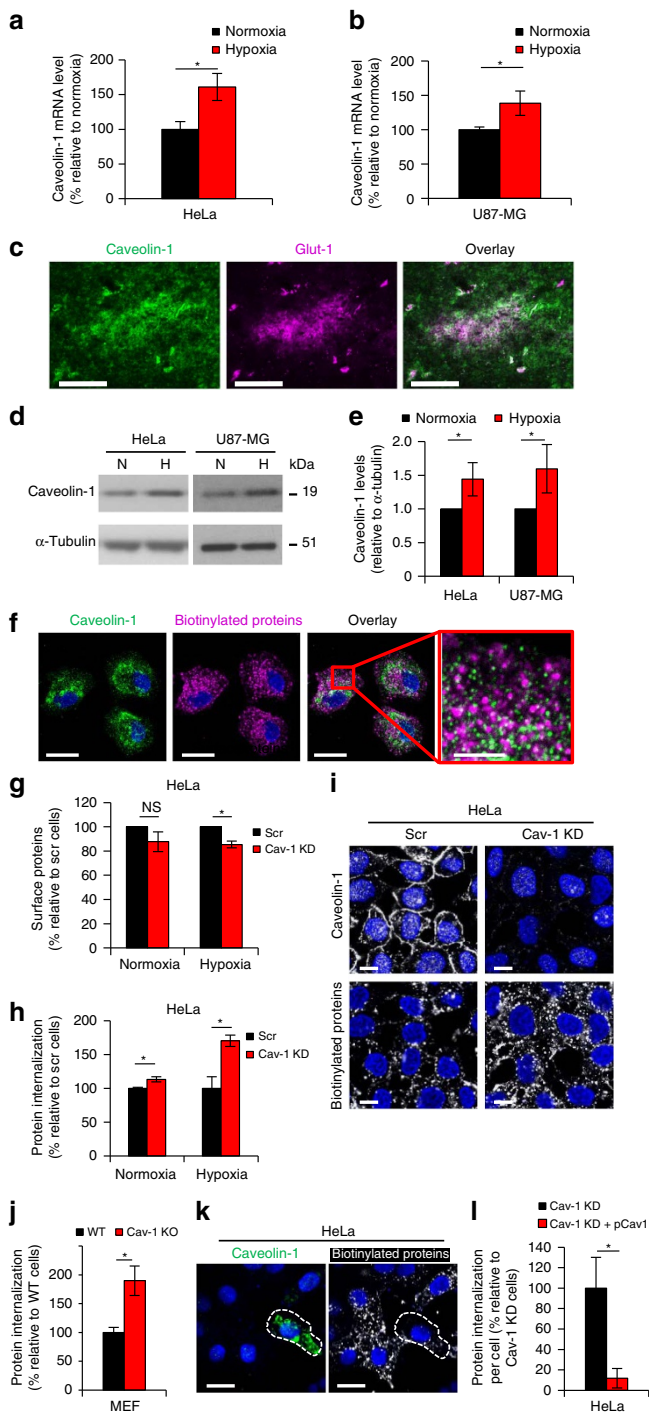 a
Normoxia
Hypoxia
Caveolin-1 mRNA level
(% relative to normoxia)
200
150
100
50
0
*
HeLa
b
Normoxia
Hypoxia
Caveolin-1 mRNA level
(% relative to normoxia)
200
150
100
50
0
*
U87-MG
c
Caveolin-1
Glut-1
Overlay
d
HeLa
U87-MG
N
H
N
H
kDa
Caveolin-1
19
α-Tubulin
51
e
Normoxia
Hypoxia
Caveolin-1 levels
(relative to α-tubulin)
2.0
1.5
1.0
0.5
0
*
*
HeLa
U87-MG
f
Caveolin-1
Biotinylated proteins
Overlay
g
HeLa
Surface proteins
(% relative to scr cells)
120
100
80
60
40
20
0
NS
*
Scr
Cav-1 KD
Normoxia
Hypoxia
h
HeLa
Protein internalization
(% relative to scr cells)
200
150
100
50
0
*
*
Scr
Cav-1 KD
Normoxia
Hypoxia
i
HeLa
Scr
Cav-1 KD
Caveolin-1
Biotinylated proteins
j
WT
Cav-1 KO
Protein internalization
(% relative to WT cells)
200
150
100
50
0
*
MEF
k
HeLa
Caveolin-1
Biotinylated proteins
l
Cav-1 KD
Cav-1 KD + pCav1
Protein internalization
per cell (% relative to
Cav-1 KD cells)
140
120
100
80
60
40
20
0
*
HeLa